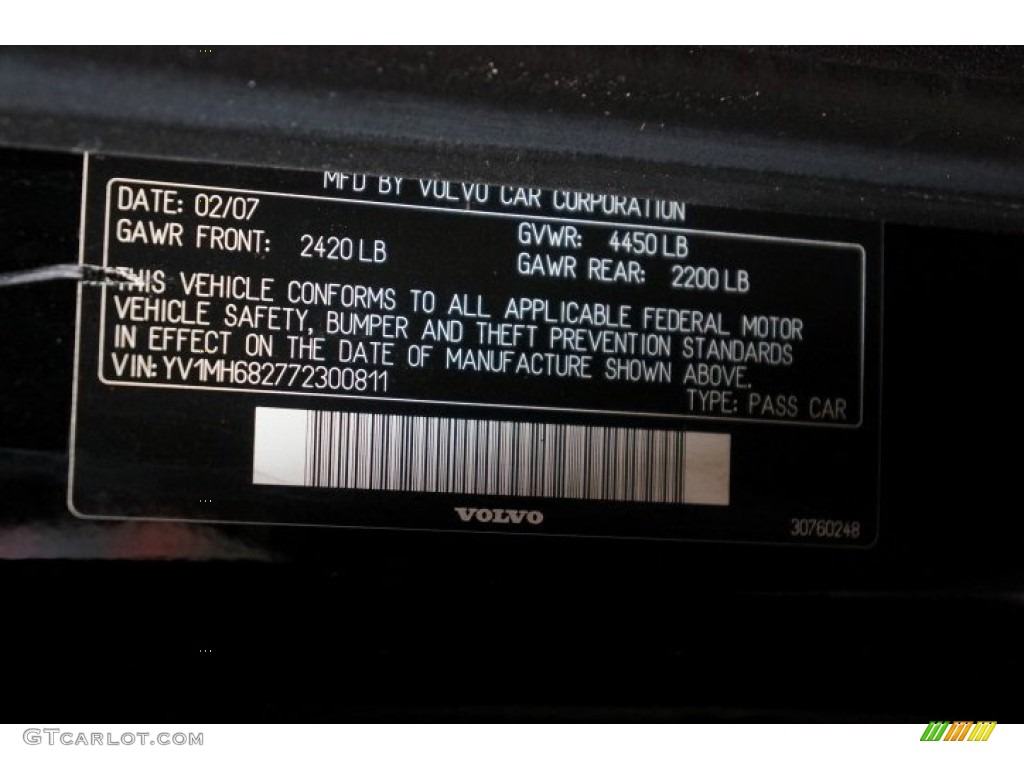 MFD BY VOLVO CAR CORPORATION
DATE: 02/07
GVWR: 4450 LB
GAWR FRONT: 2420 LB
GAWR REAR: 2200 LB
THIS VEHICLE CONFORMS TO ALL APPLICABLE FEDERAL MOTOR
VEHICLE SAFETY, BUMPER AND THEFT PREVENTION STANDARDS
IN EFFECT ON THE DATE OF MANUFACTURE SHOWN ABOVE.
VIN: YV1MH682772300811
TYPE: PASS CAR
VOLVO
30760248
GTCARLOT.COM